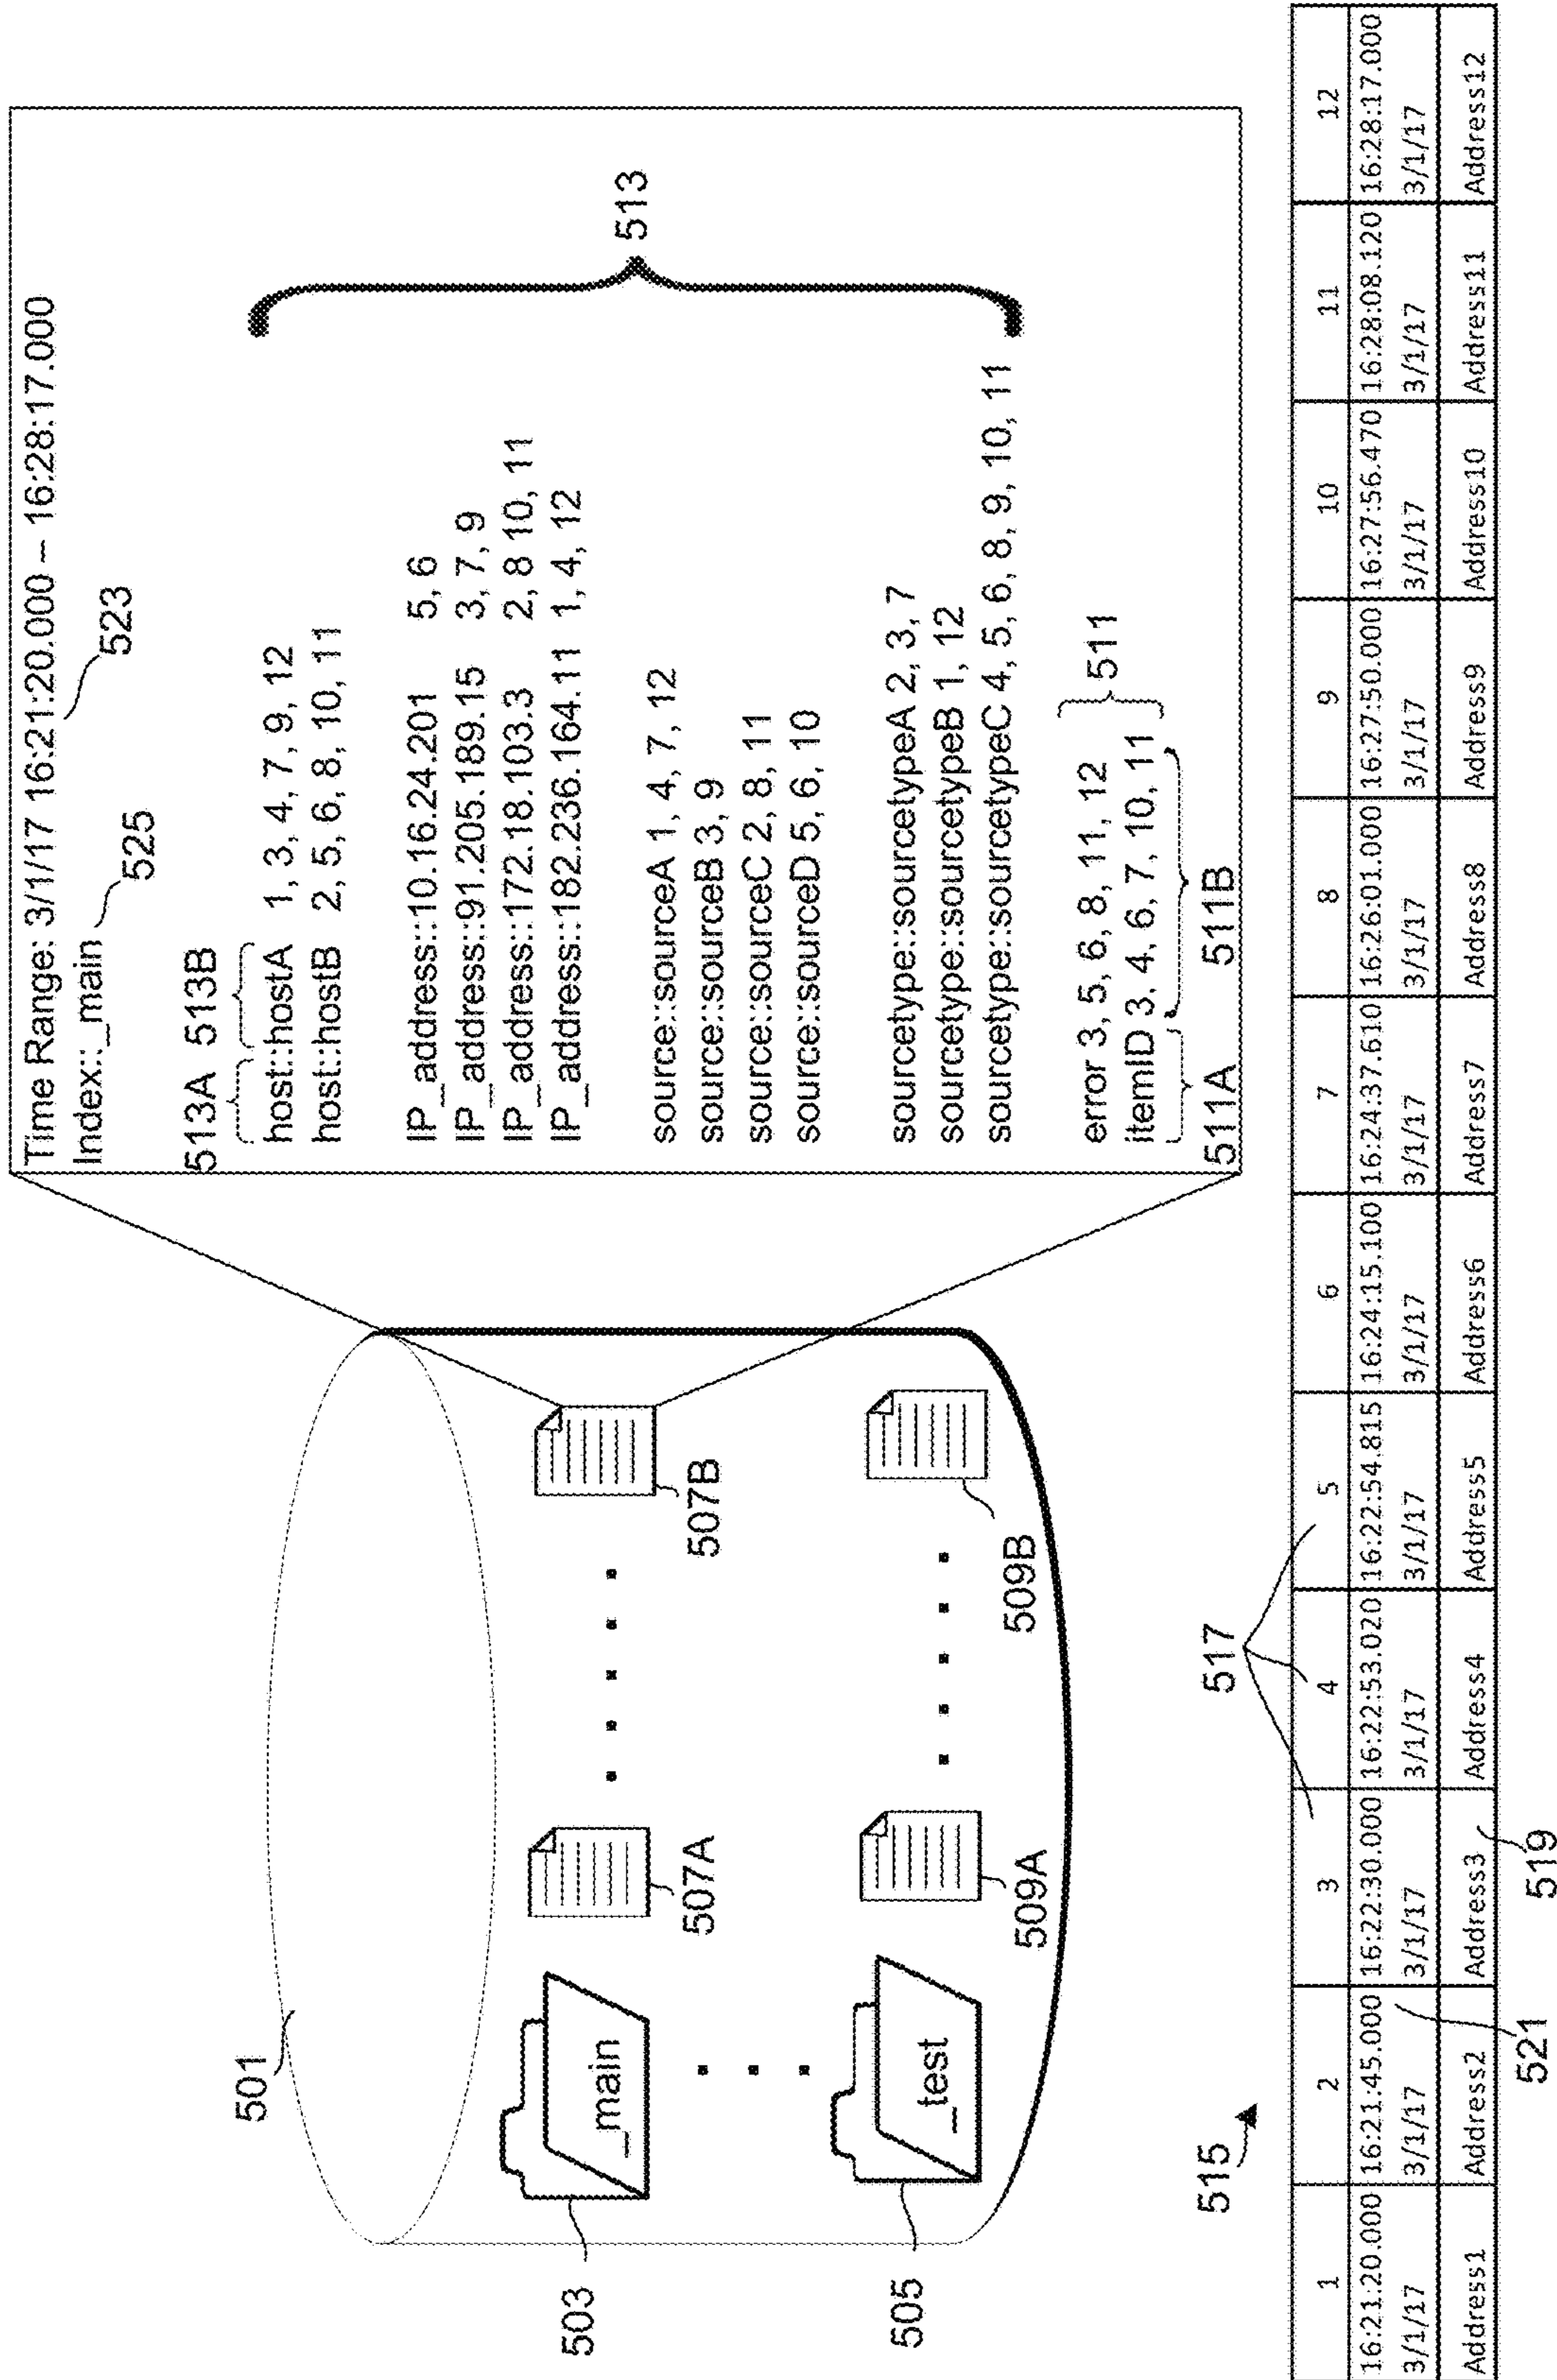 501
503
_main
507A
507B
505
_test
509A
509B
Time Range: 3/1/17 16:21:20.000 – 16:28:17.000
523
Index::_main
525
513A 513B
host::hostA 1, 3, 4, 7, 9, 12
host::hostB 2, 5, 6, 8, 10, 11
IP_address::10.16.24.201 5, 6
IP_address::91.205.189.15 3, 7, 9
IP_address::172.18.103.3 2, 8 10, 11
IP_address::182.236.164.11 1, 4, 12
513
source::sourceA 1, 4, 7, 12
source::sourceB 3, 9
source::sourceC 2, 8, 11
source::sourceD 5, 6, 10
sourcetype::sourcetypeA 2, 3, 7
sourcetype::sourcetypeB 1, 12
sourcetype::sourcetypeC 4, 5, 6, 8, 9, 10, 11
error 3, 5, 6, 8, 11, 12
itemID 3, 4, 6, 7, 10, 11
511
511A 511B
515
517
1 2 3 4 5 6 7 8 9 10 11 12
16:21:20.000 16:21:45.000 16:22:30.000 16:22:53.020 16:22:54.815 16:24:15.100 16:24:37.610 16:26:01.000 16:27:50.000 16:27:56.470 16:28:08.120 16:28:17.000
3/1/17 3/1/17 3/1/17 3/1/17 3/1/17 3/1/17 3/1/17 3/1/17 3/1/17 3/1/17 3/1/17 3/1/17
Address1 Address2 Address3 Address4 Address5 Address6 Address7 Address8 Address9 Address10 Address11 Address12
521
519